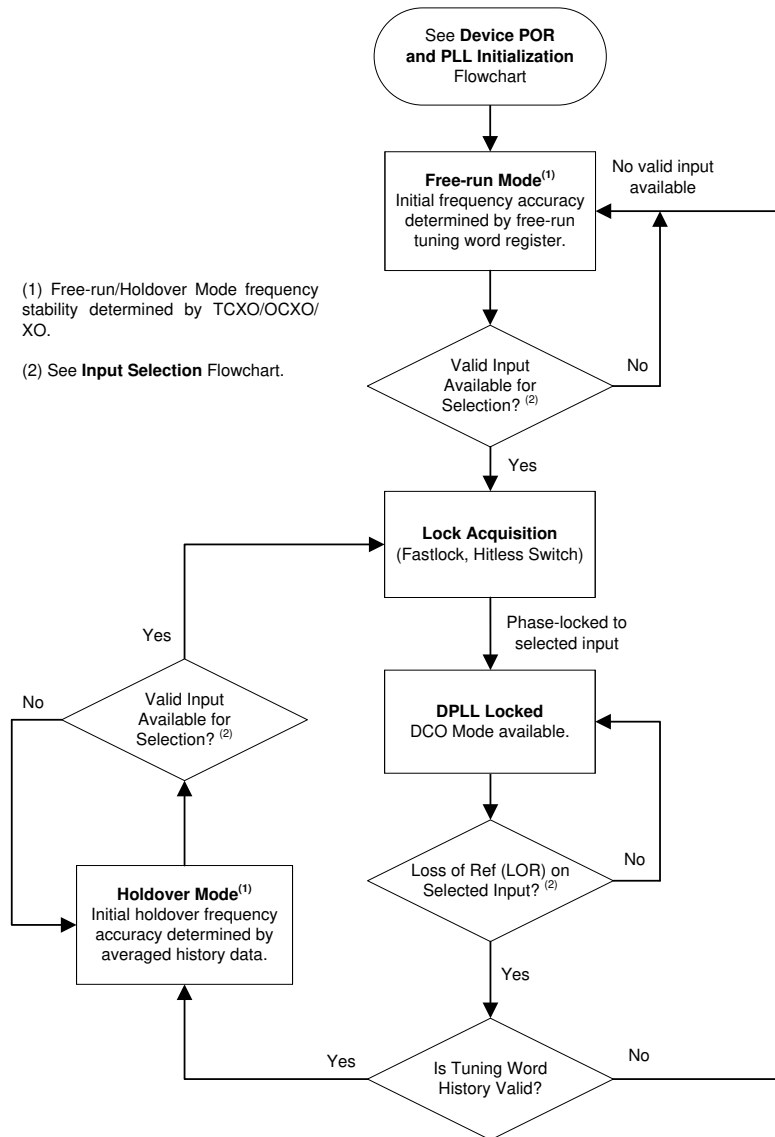 See Device POR
and PLL Initialization
Flowchart
No valid input
available
Free-run Mode(1)
Initial frequency accuracy
determined by free-run
tuning word register.
(1) Free-run/Holdover Mode frequency
stability determined by TCXO/OCXO/
XO.
(2) See Input Selection Flowchart.
Valid Input
Available for
Selection? (2)
No
Yes
Lock Acquisition
(Fastlock, Hitless Switch)
Phase-locked to
selected input
Yes
No
Valid Input
Available for
Selection? (2)
DPLL Locked
DCO Mode available.
Loss of Ref (LOR) on
Selected Input? (2)
No
Holdover Mode(1)
Initial holdover frequency
accuracy determined by
averaged history data.
Yes
Yes
Is Tuning Word
History Valid?
No